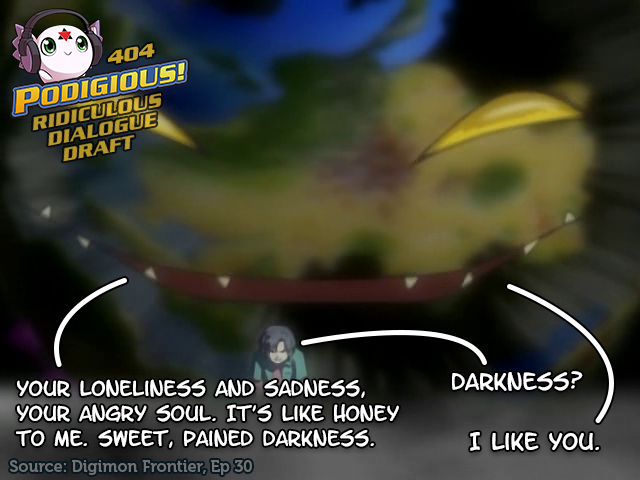 404
PODIGIOUS!
RIDICULOUS
DIALOGUE
DRAFT
YOUR LONELINESS AND SADNESS,
YOUR ANGRY SOUL. IT'S LIKE HONEY
TO ME. SWEET, PAINED DARKNESS.
DARKNESS?
I LIKE YOU.
Source: Digimon Frontier, Ep 30